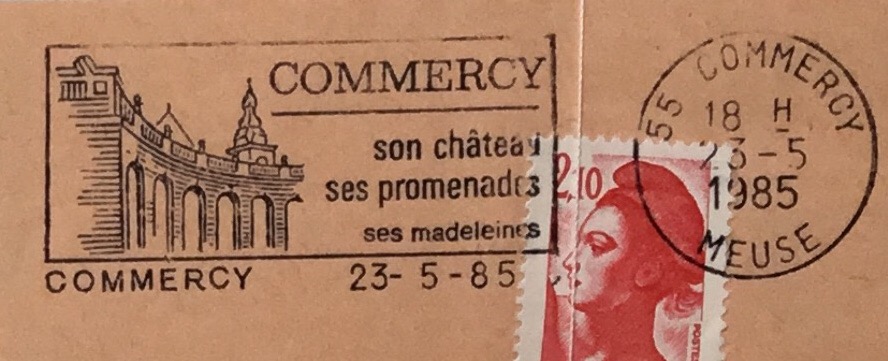 COMMERCY
son château
ses promenades
ses madeleines
COMMERCY 23-5-85
2,10
POSTES
55 COMMERCY
18 H
23-5
1985
MEUSE